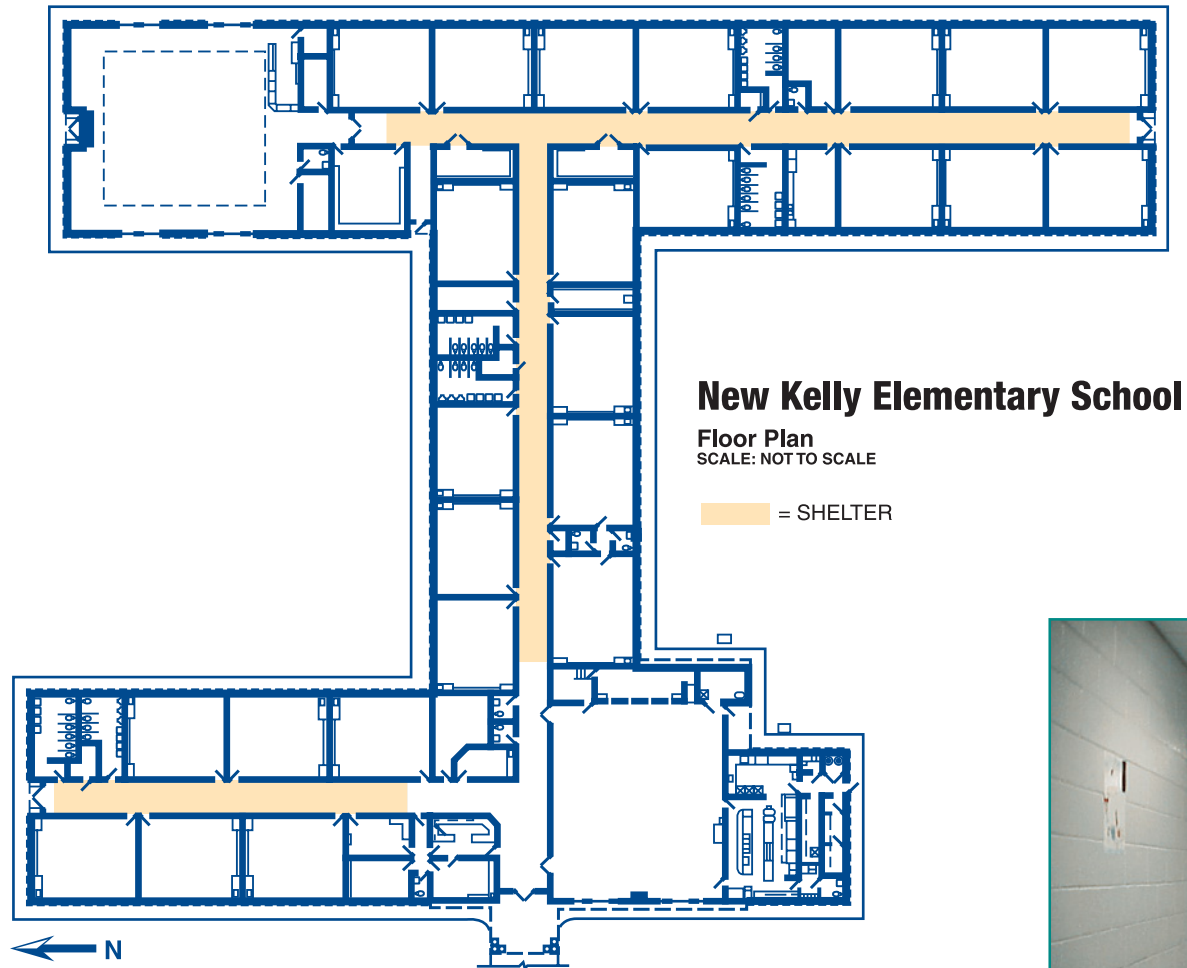 New Kelly Elementary School
Floor Plan
SCALE: NOT TO SCALE
= SHELTER
N